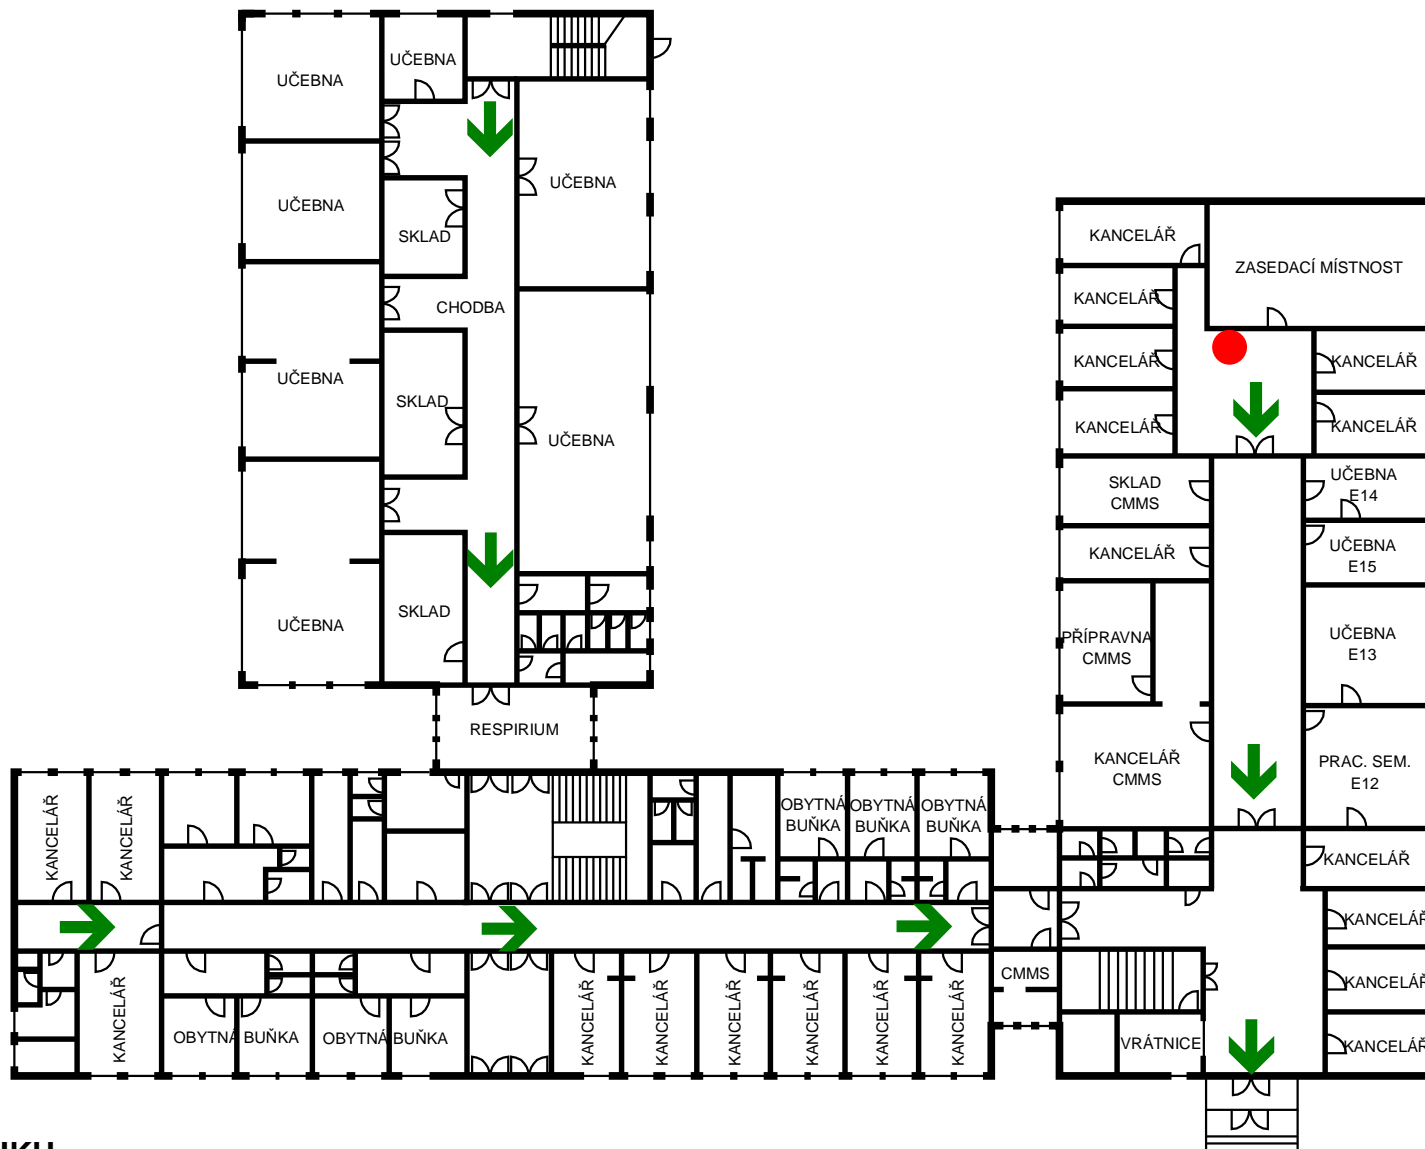 UČEBNA
UČEBNA
UČEBNA
UČEBNA
SKLAD
CHODBA
UČEBNA
SKLAD
UČEBNA
UČEBNA
SKLAD
RESPIRIUM
KANCELÁŘ
ZASEDACÍ MÍSTNOST
KANCELÁŘ
KANCELÁŘ
KANCELÁŘ
KANCELÁŘ
KANCELÁŘ
SKLAD
CMMS
UČEBNA
E14
KANCELÁŘ
UČEBNA
E15
PŘÍPRAVNA
CMMS
UČEBNA
E13
KANCELÁŘ
CMMS
PRAC. SEM.
E12
KANCELÁŘ
KANCELÁŘ
OBYTNÁ
BUŇKA
OBYTNÁ
BUŇKA
OBYTNÁ
BUŇKA
KANCELÁŘ
KANCELÁŘ
KANCELÁŘ
KANCELÁŘ
OBYTNÁ BUŇKA
OBYTNÁ BUŇKA
KANCELÁŘ
KANCELÁŘ
KANCELÁŘ
KANCELÁŘ
KANCELÁŘ
KANCELÁŘ
CMMS
VRÁTNICE
KANCELÁŘ
KANCELÁŘ